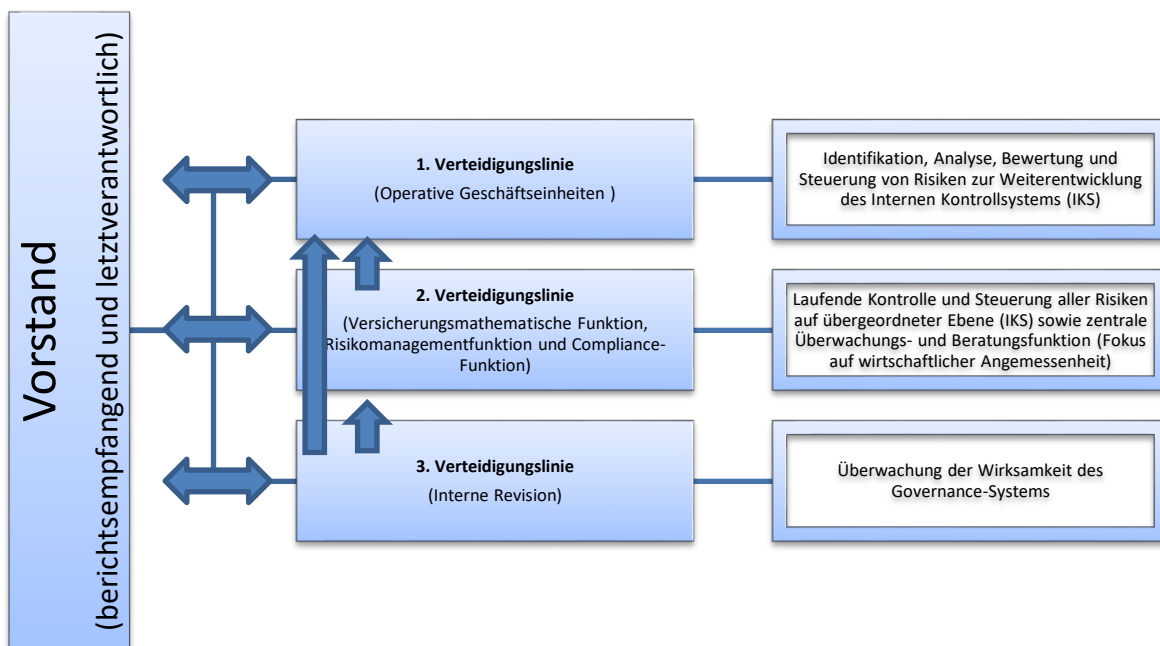 Vorstand
(berichtsempfangend und letztverantwortlich)
1. Verteidigungslinie
(Operative Geschäftseinheiten )
Identifikation, Analyse, Bewertung und
Steuerung von Risiken zur Weiterentwicklung
des Internen Kontrollsystems (IKS)
2. Verteidigungslinie
(Versicherungsmathematische Funktion,
Risikomanagementfunktion und Compliance-
Funktion)
Laufende Kontrolle und Steuerung aller Risiken
auf übergeordneter Ebene (IKS) sowie zentrale
Überwachungs- und Beratungsfunktion (Fokus
auf wirtschaftlicher Angemessenheit)
3. Verteidigungslinie
(Interne Revision)
Überwachung der Wirksamkeit des
Governance-Systems